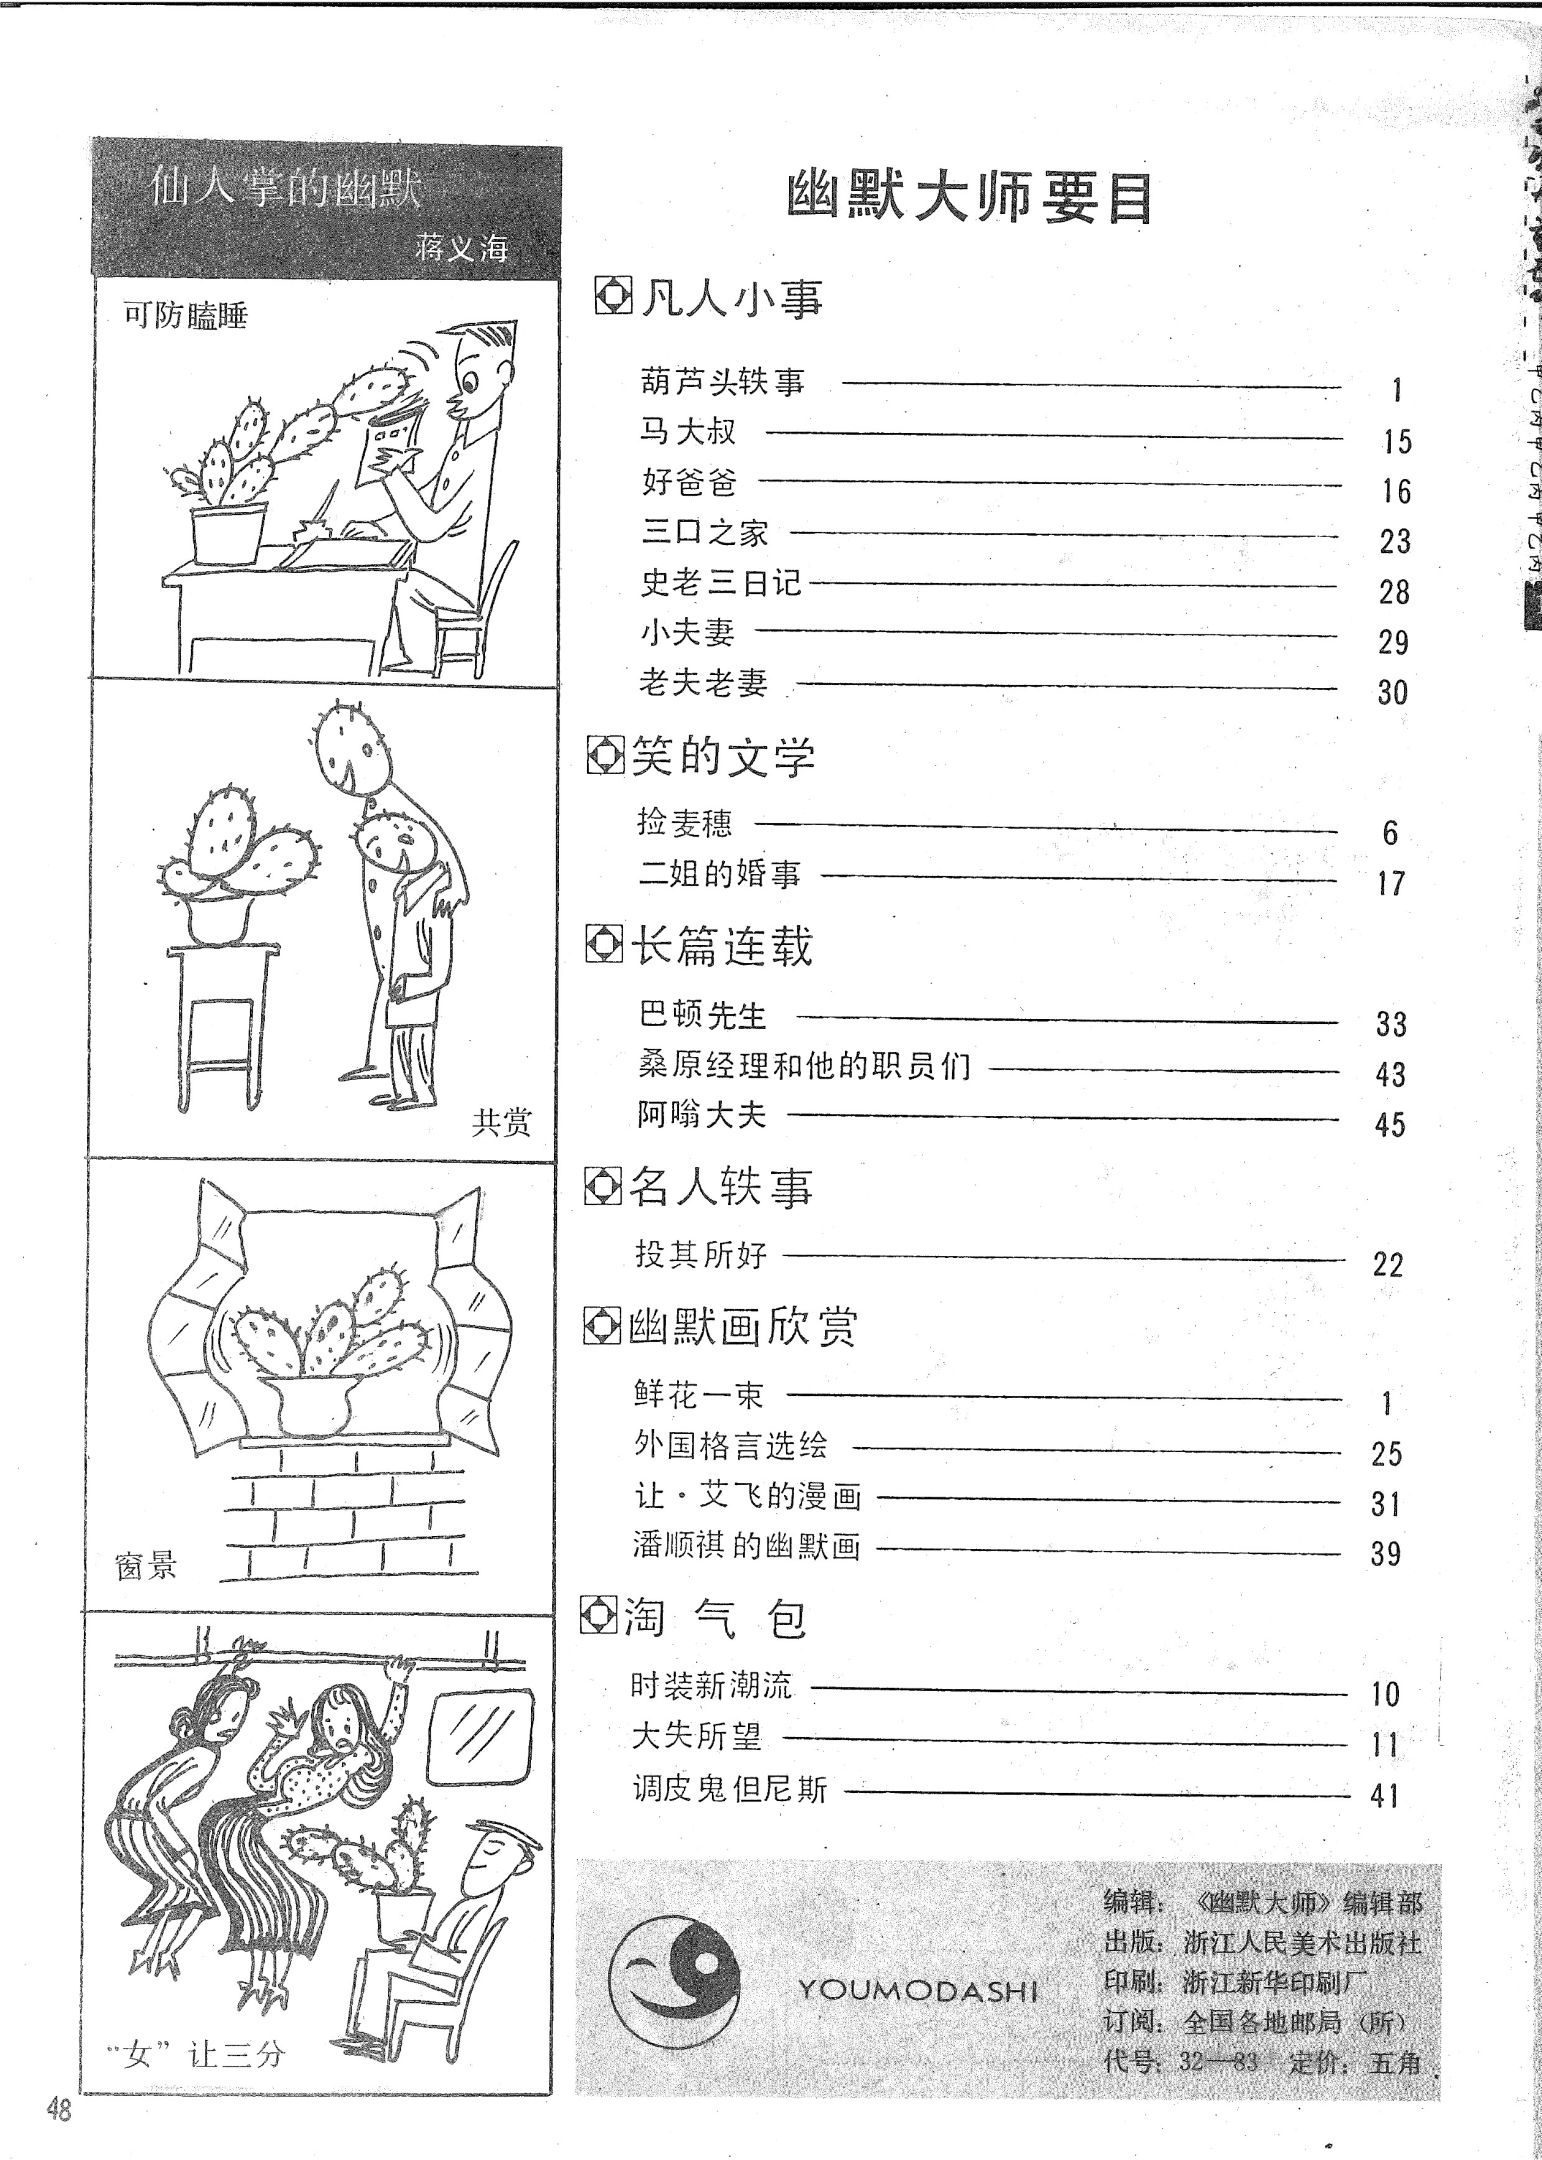 仙人掌的幽默
蒋义海
可防瞌睡
共赏
窗景
“女”让三分
48
幽默大师要目
凡人小事
葫芦头轶事 1
马大叔 15
好爸爸 16
三口之家 23
史老三日记 28
小夫妻 29
老夫老妻 30
笑的文学
捡麦穗 6
二姐的婚事 17
长篇连载
巴顿先生 33
桑原经理和他的职员们 43
阿嗡大夫 45
名人轶事
投其所好 22
幽默画欣赏
鲜花一束 1
外国格言选绘 25
让·艾飞的漫画 31
潘顺祺的幽默画 39
淘气包
时装新潮流 10
大失所望 11
调皮鬼但尼斯 41
YOUMODASHI
编辑：《幽默大师》编辑部
出版：浙江人民美术出版社
印刷：浙江新华印刷厂
订阅：全国各地邮局（所）
代号：32—83 定价：五角